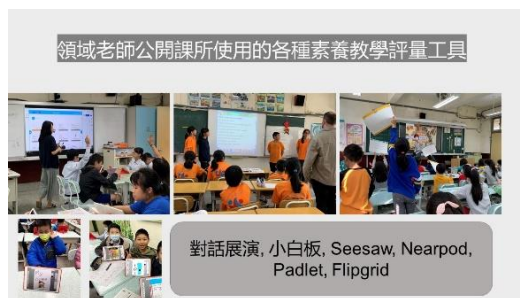 領域老師公開課所使用的各種素養教學評量工具
對話展演, 小白板, Seesaw, Nearpod,
Padlet, Flipgrid